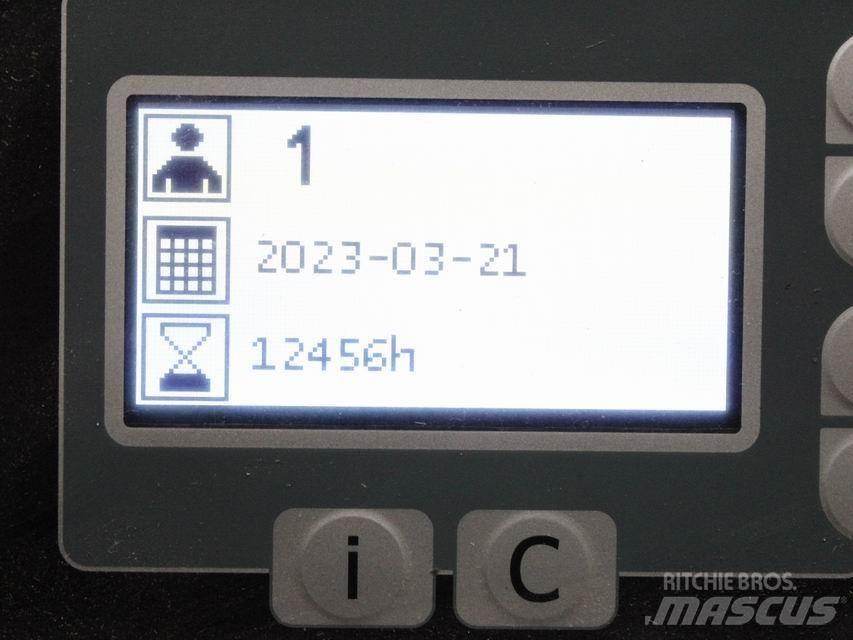 1
2023-03-21
12456h
i C
RITCHIE BROS.
MASCUS